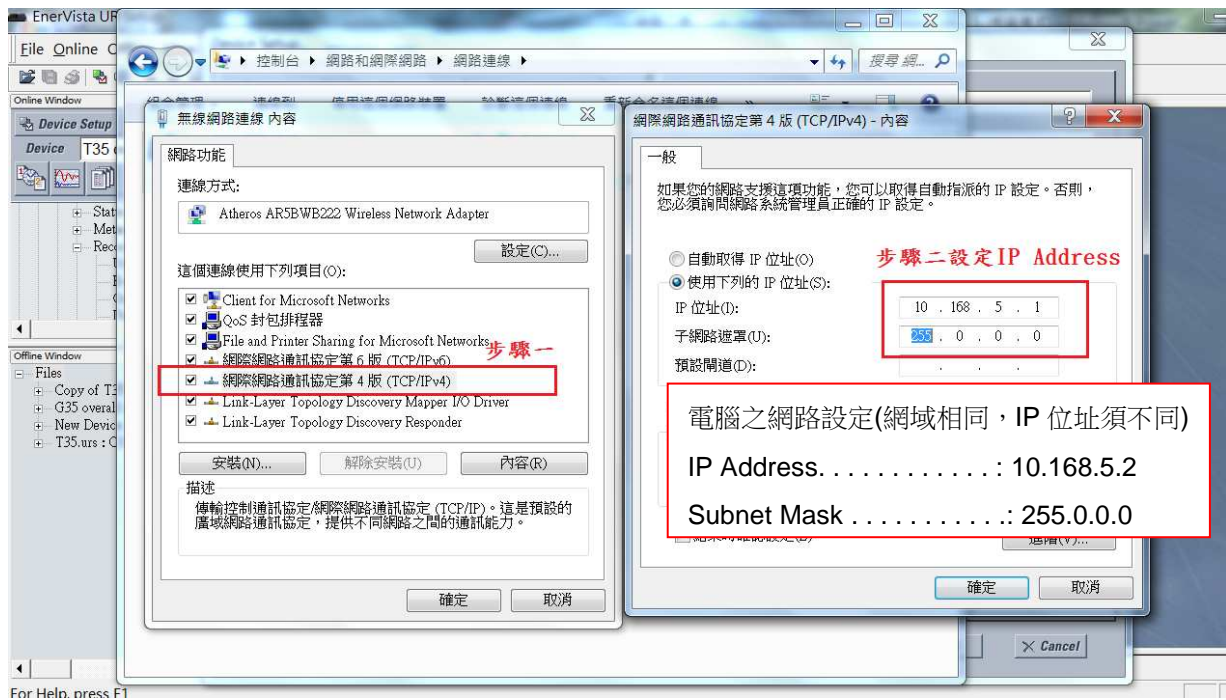 EnerVista UR
File Online
控制台 ▶ 網路和網際網路 ▶ 網路連線 ▶
搜尋 網...
Online Window
Device Setup
Device T35
Rec
Offline Window
Files
Copy of T3
G35 overal
New Devic
T35.urs : C
For Help, press F1
無線網路連線 內容
網路功能
連線方式:
Atheros AR5BWB222 Wireless Network Adapter
設定(C)...
這個連線使用下列項目(O):
Client for Microsoft Networks
QoS 封包排程器
File and Printer Sharing for Microsoft Networks
網際網路通訊協定第 6 版 (TCP/IPv6)
步驟一
網際網路通訊協定第 4 版 (TCP/IPv4)
Link-Layer Topology Discovery Mapper I/O Driver
Link-Layer Topology Discovery Responder
安裝(N)...
解除安裝(U)
內容(R)
描述
傳輸控制通訊協定/網際網路通訊協定 (TCP/IP)。這是預設的
廣域網路通訊協定,提供不同網路之間的通訊能力。
確定
取消
網際網路通訊協定第 4 版 (TCP/IPv4) - 內容
一般
如果您的網路支援這項功能,您可以取得自動指派的 IP 設定。否則,
您必須詢問網路系統管理員正確的 IP 設定。
自動取得 IP 位址(O)
步驟二設定IP Address
使用下列的 IP 位址(S):
IP 位址(I):
10 . 168 . 5 . 1
子網路遮罩(U):
255 . 0 . 0 . 0
預設閘道(D):
電腦之網路設定(網域相同,IP 位址須不同)
IP Address. . . . . . . . . . . . : 10.168.5.2
Subnet Mask . . . . . . . . . . .: 255.0.0.0
進階(V)...
確定
取消
Cancel